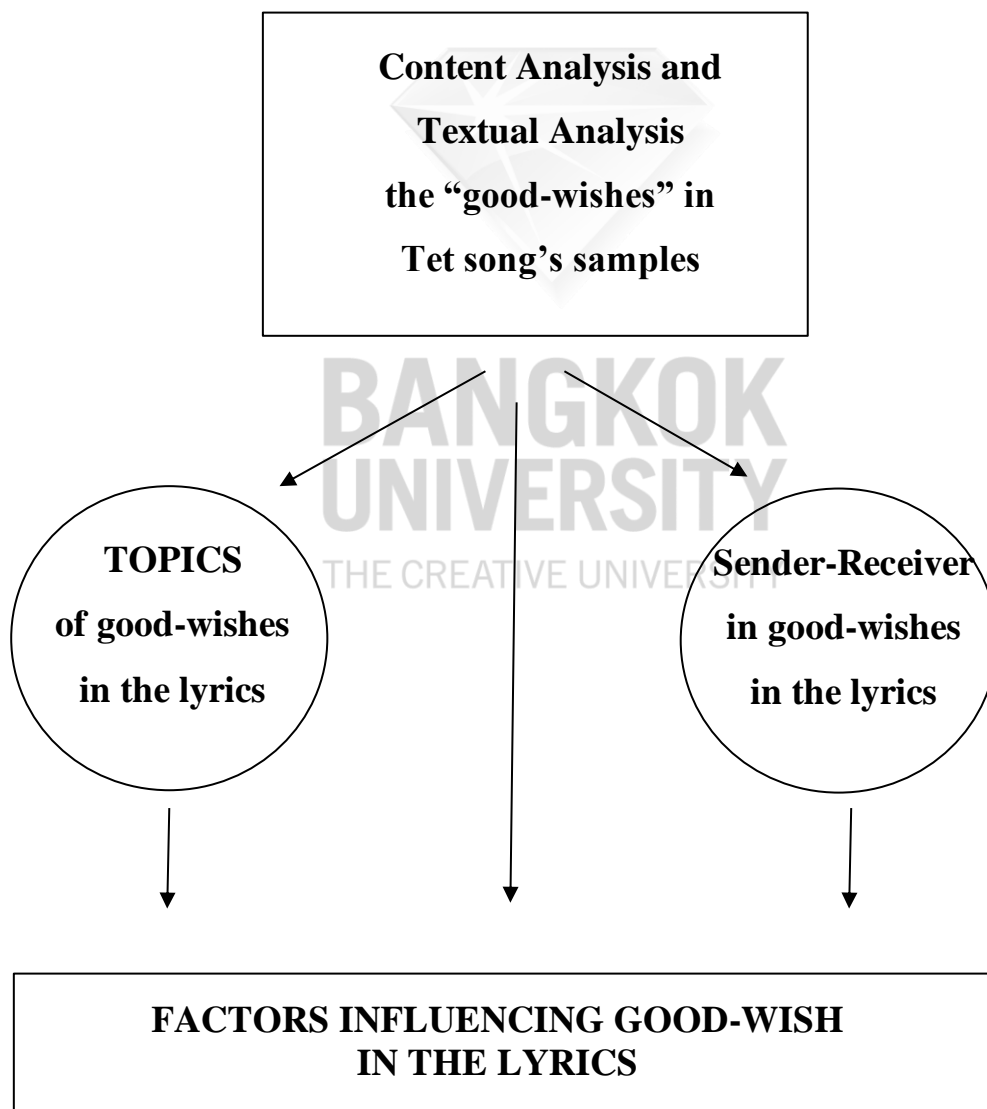 Content Analysis and
Textual Analysis
the “good-wishes” in
Tet song’s samples
BANGKOK
UNIVERSITY
THE CREATIVE UNIVERSITY
TOPICS
of good-wishes
in the lyrics
Sender-Receiver
in good-wishes
in the lyrics
FACTORS INFLUENCING GOOD-WISH
IN THE LYRICS